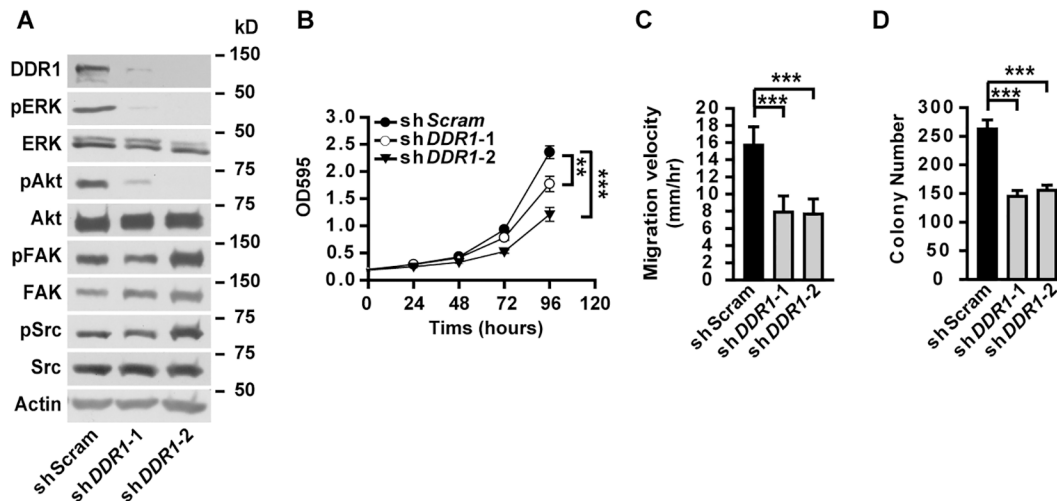 A
kD
DDR1
150
50
pERK
ERK
50
pAkt
75
Akt
75
pFAK
150
FAK
150
pSrc
75
Src
75
Actin
50
shScram
shDDR1-1
shDDR1-2
B
OD595
3.0
2.5
2.0
1.5
1.0
0.5
0.0
shScram
shDDR1-1
shDDR1-2
**
***
0 24 48 72 96 120
Tims (hours)
C
Migration velocity
(mm/hr)
20
18
16
14
12
10
8
6
4
2
0
***
***
shScram
shDDR1-1
shDDR1-2
D
Colony Number
300
250
200
150
100
50
0
***
***
shScram
shDDR1-1
shDDR1-2